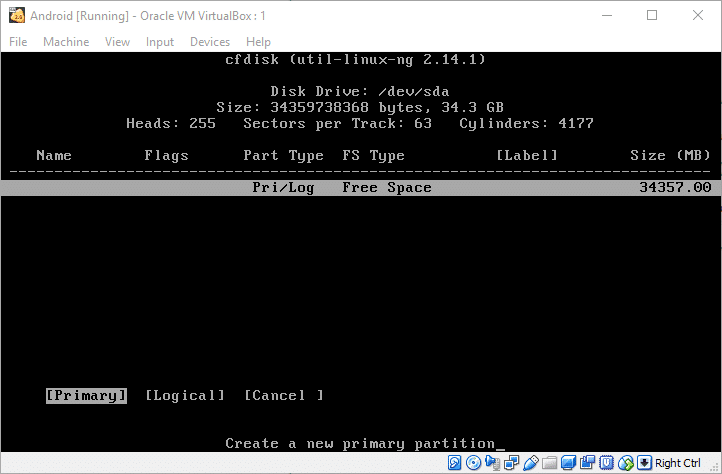 Android [Running] - Oracle VM VirtualBox : 1
File Machine View Input Devices Help
cfdisk (util-linux-ng 2.14.1)
Disk Drive: /dev/sda
Size: 34359738368 bytes, 34.3 GB
Heads: 255 Sectors per Track: 63 Cylinders: 4177
Name Flags Part Type FS Type [Label] Size (MB)
Pri/Log Free Space 34357.00
[Primary] [Logical] [Cancel ]
Create a new primary partition_
Right Ctrl